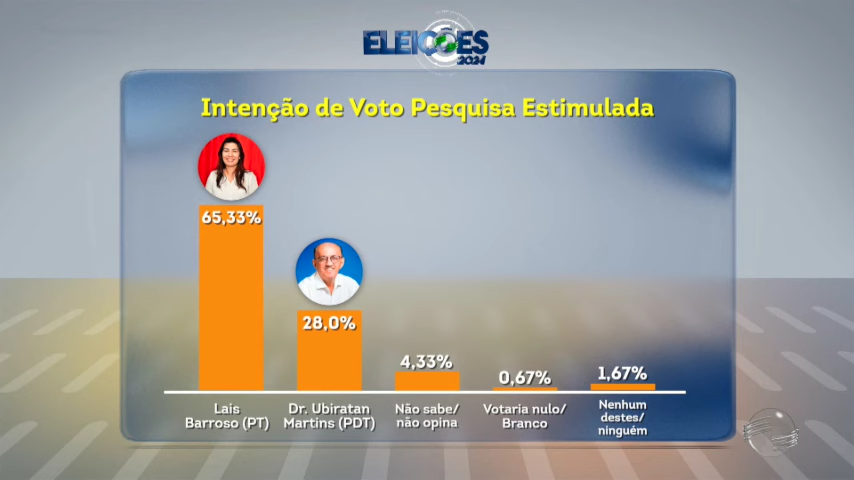 ELEIÇÕES
2024
Intenção de Voto Pesquisa Estimulada
65,33%
28,0%
4,33%
0,67%
1,67%
Lais
Barroso (PT)
Dr. Ubiratan
Martins (PDT)
Não sabe/
não opina
Votaria nulo/
Branco
Nenhum
destes/
ninguém